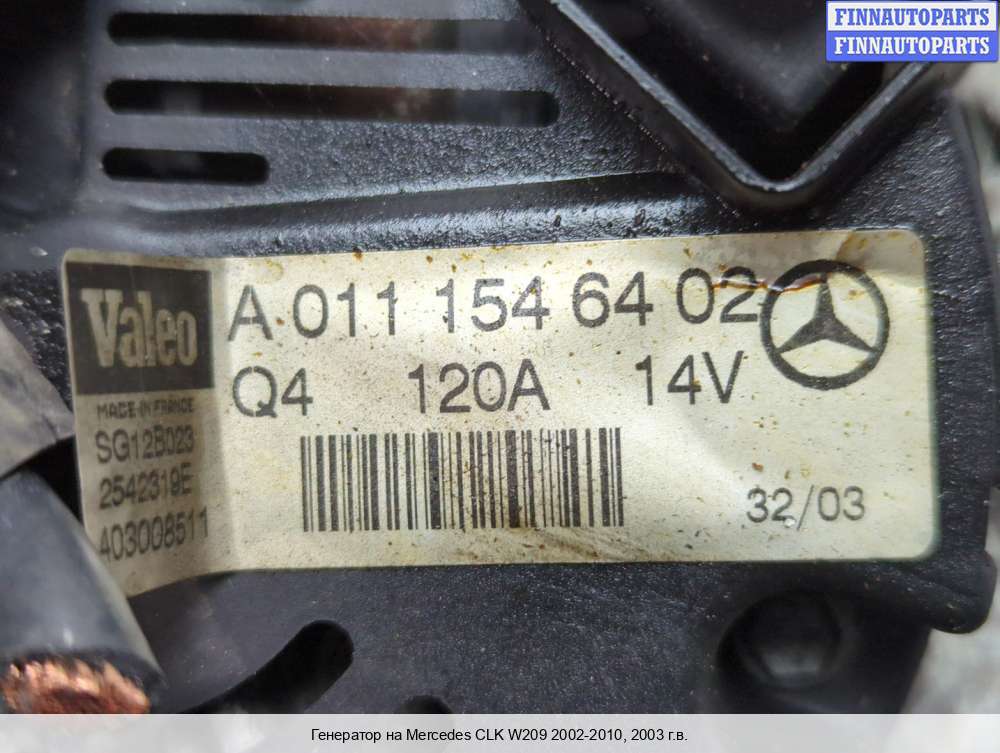 FINNAUTOPARTS
FINNAUTOPARTS
Valeo
A 011 154 64 02
Q4 120A 14V
MADE IN FRANCE
SG12B023
2542319E
403008511
32/03
Генератор на Mercedes CLK W209 2002-2010, 2003 г.в.